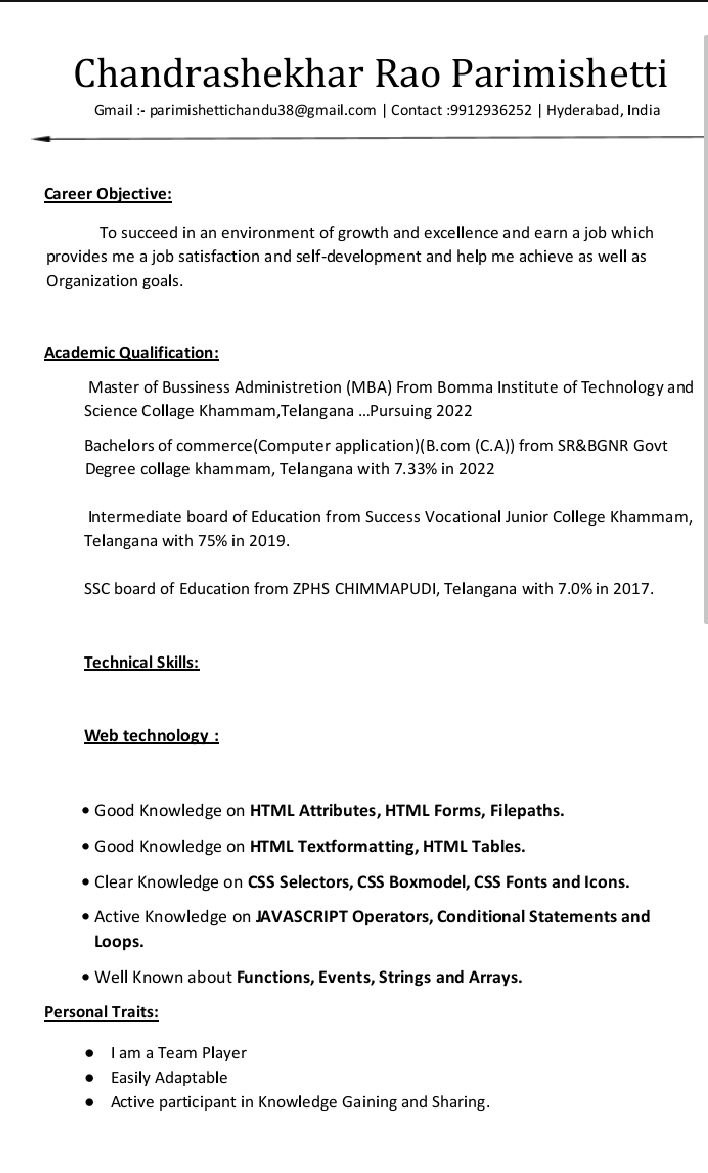 Chandrashekhar Rao Parimishetti
Gmail :- parimishettichandu38@gmail.com | Contact :9912936252 | Hyderabad, India
Career Objective:
To succeed in an environment of growth and excellence and earn a job which
provides me a job satisfaction and self-development and help me achieve as well as
Organization goals.
Academic Qualification:
Master of Bussiness Administretion (MBA) From Bomma Institute of Technology and
Science Collage Khammam,Telangana ...Pursuing 2022
Bachelors of commerce(Computer application)(B.com (C.A)) from SR&BGNR Govt
Degree collage khammam, Telangana with 7.33% in 2022
Intermediate board of Education from Success Vocational Junior College Khammam,
Telangana with 75% in 2019.
SSC board of Education from ZPHS CHIMMAPUDI, Telangana with 7.0% in 2017.
Technical Skills:
Web technology :
• Good Knowledge on HTML Attributes, HTML Forms, Filepaths.
• Good Knowledge on HTML Textformatting, HTML Tables.
• Clear Knowledge on CSS Selectors, CSS Boxmodel, CSS Fonts and Icons.
• Active Knowledge on JAVASCRIPT Operators, Conditional Statements and
Loops.
• Well Known about Functions, Events, Strings and Arrays.
Personal Traits:
● I am a Team Player
● Easily Adaptable
● Active participant in Knowledge Gaining and Sharing.